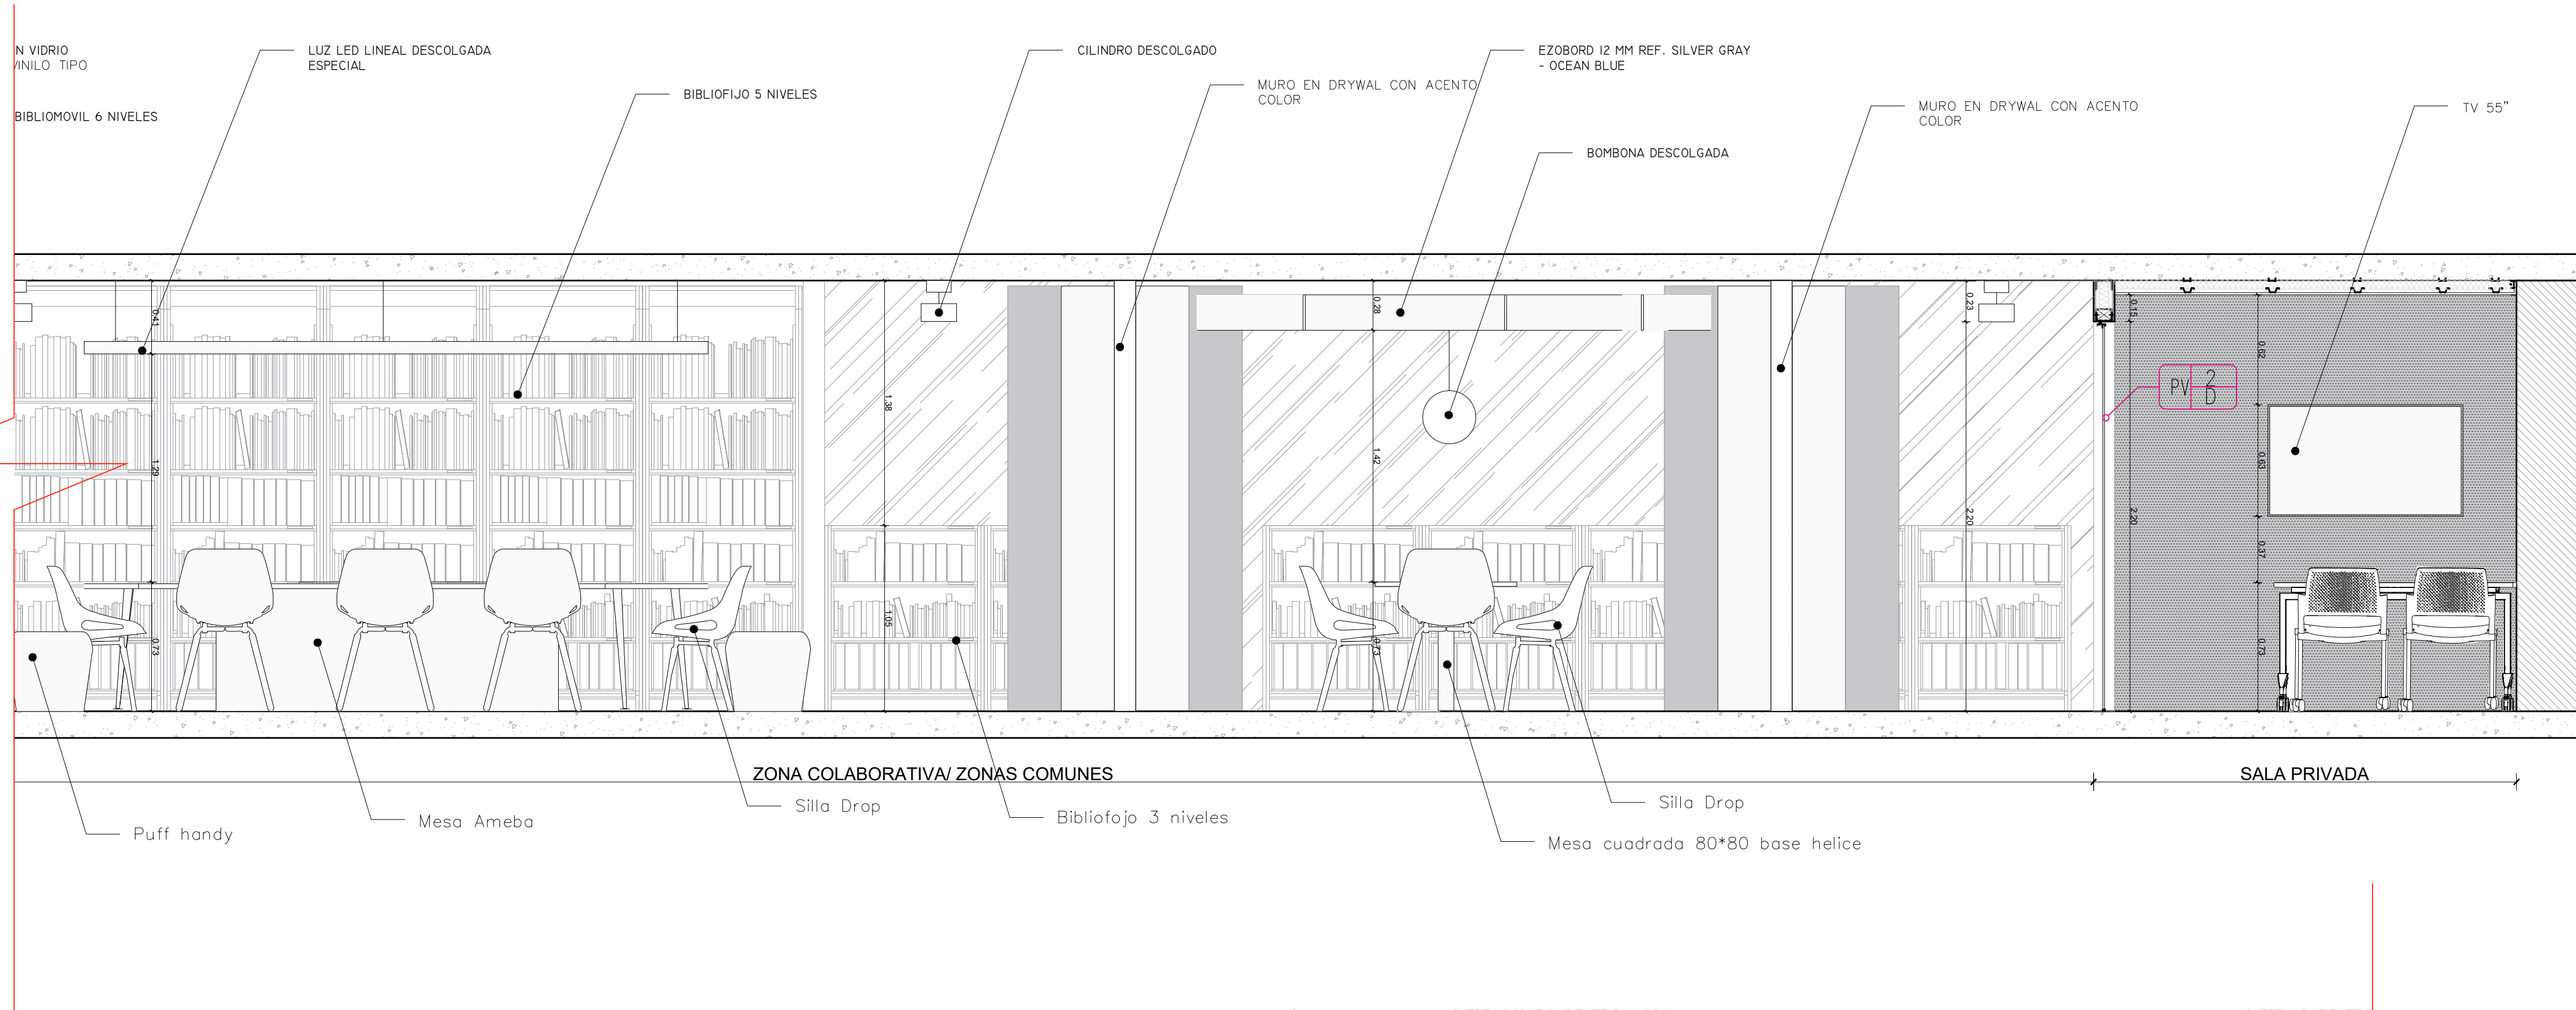 N VIDRIO
VINILO TIPO
BIBLIOMOVIL 6 NIVELES
LUZ LED LINEAL DESCOLGADA
ESPECIAL
BIBLIOFIJO 5 NIVELES
CILINDRO DESCOLGADO
MURO EN DRYWAL CON ACENTO
COLOR
EZOBORD 12 MM REF. SILVER GRAY
- OCEAN BLUE
BOMBONA DESCOLGADA
MURO EN DRYWAL CON ACENTO
COLOR
TV 55"
0.41
1.29
0.73
1.38
1.05
0.28
1.42
0.73
0.23
2.20
0.15
2.20
PV 2
D
0.62
0.63
0.37
0.73
ZONA COLABORATIVA/ ZONAS COMUNES
SALA PRIVADA
Puff handy
Mesa Ameba
Silla Drop
Bibliofojo 3 niveles
Silla Drop
Mesa cuadrada 80*80 base helice